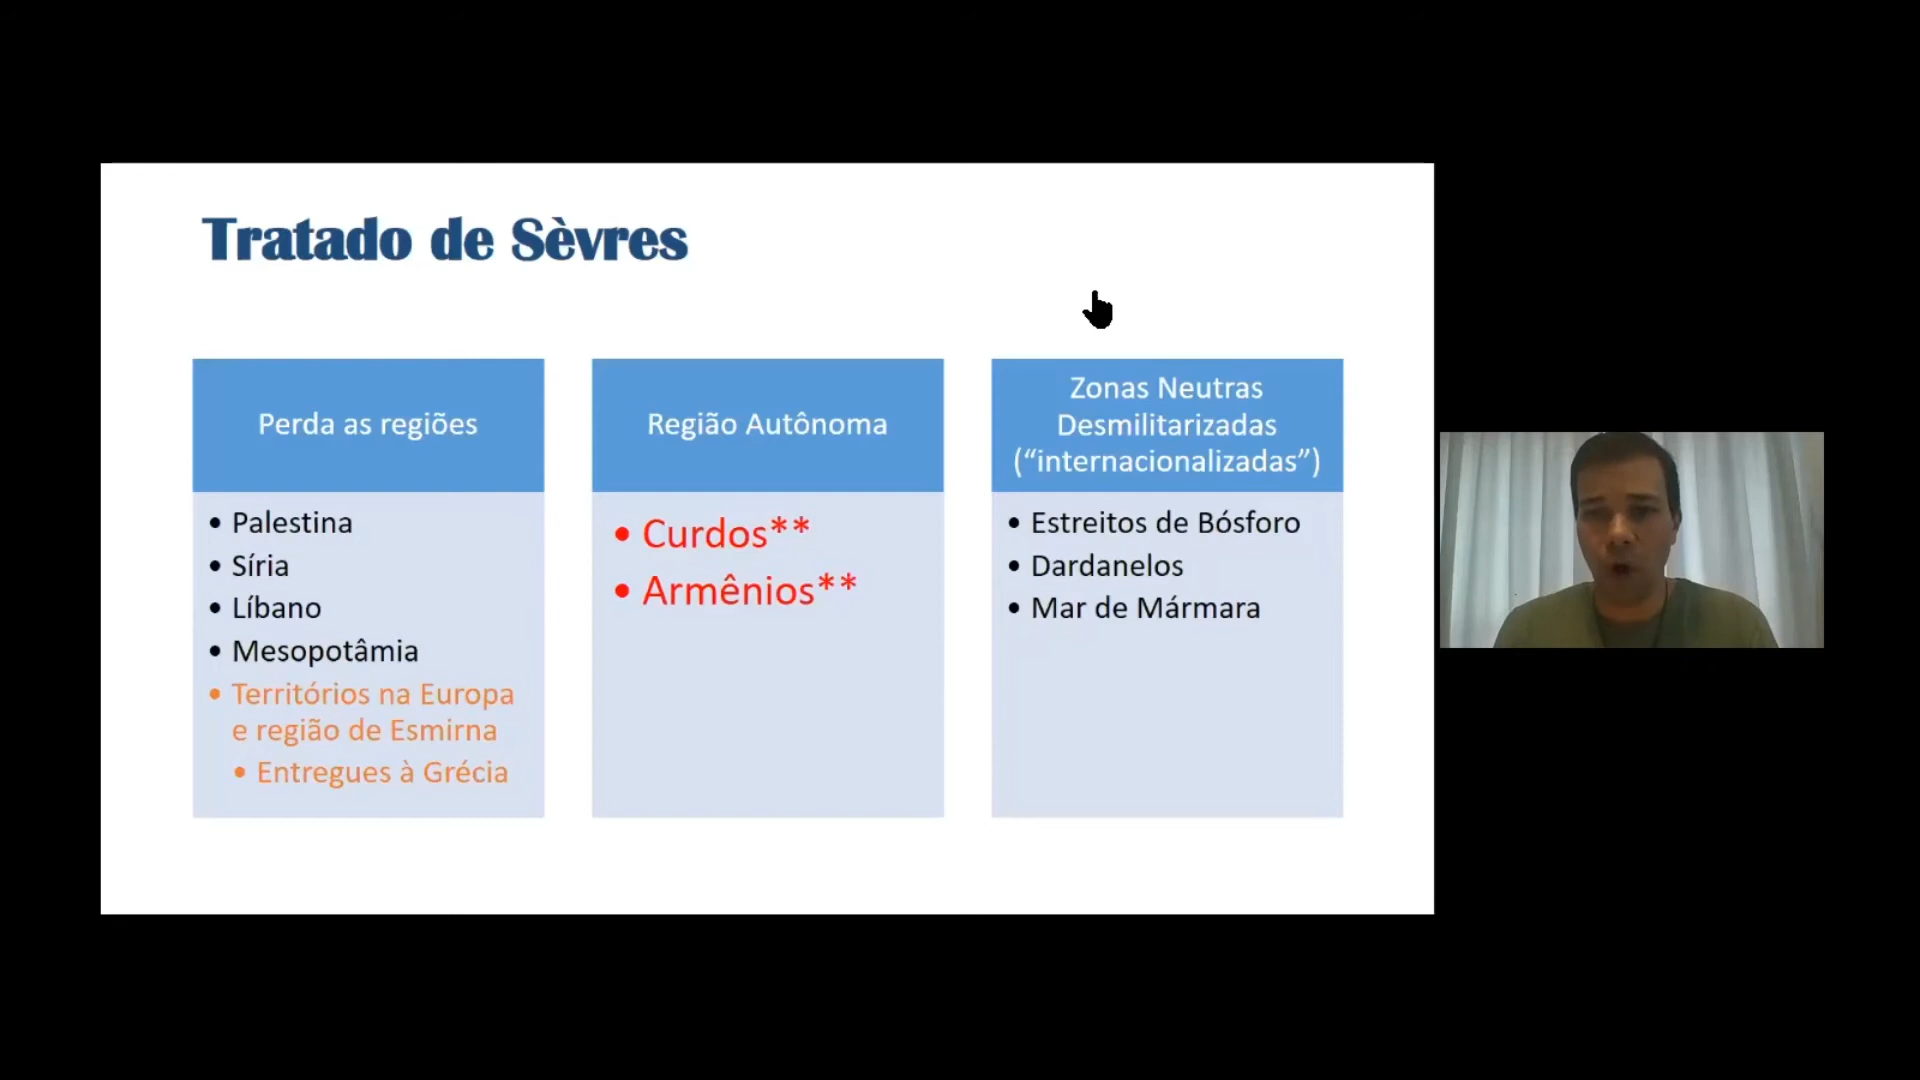 Tratado de Sèvres
Perda as regiões
• Palestina
• Síria
• Líbano
• Mesopotâmia
• Territórios na Europa
e região de Esmirna
• Entregues à Grécia
Região Autônoma
• Curdos**
• Armênios**
Zonas Neutras
Desmilitarizadas
(“internacionalizadas”)
• Estreitos de Bósforo
• Dardanelos
• Mar de Mármara